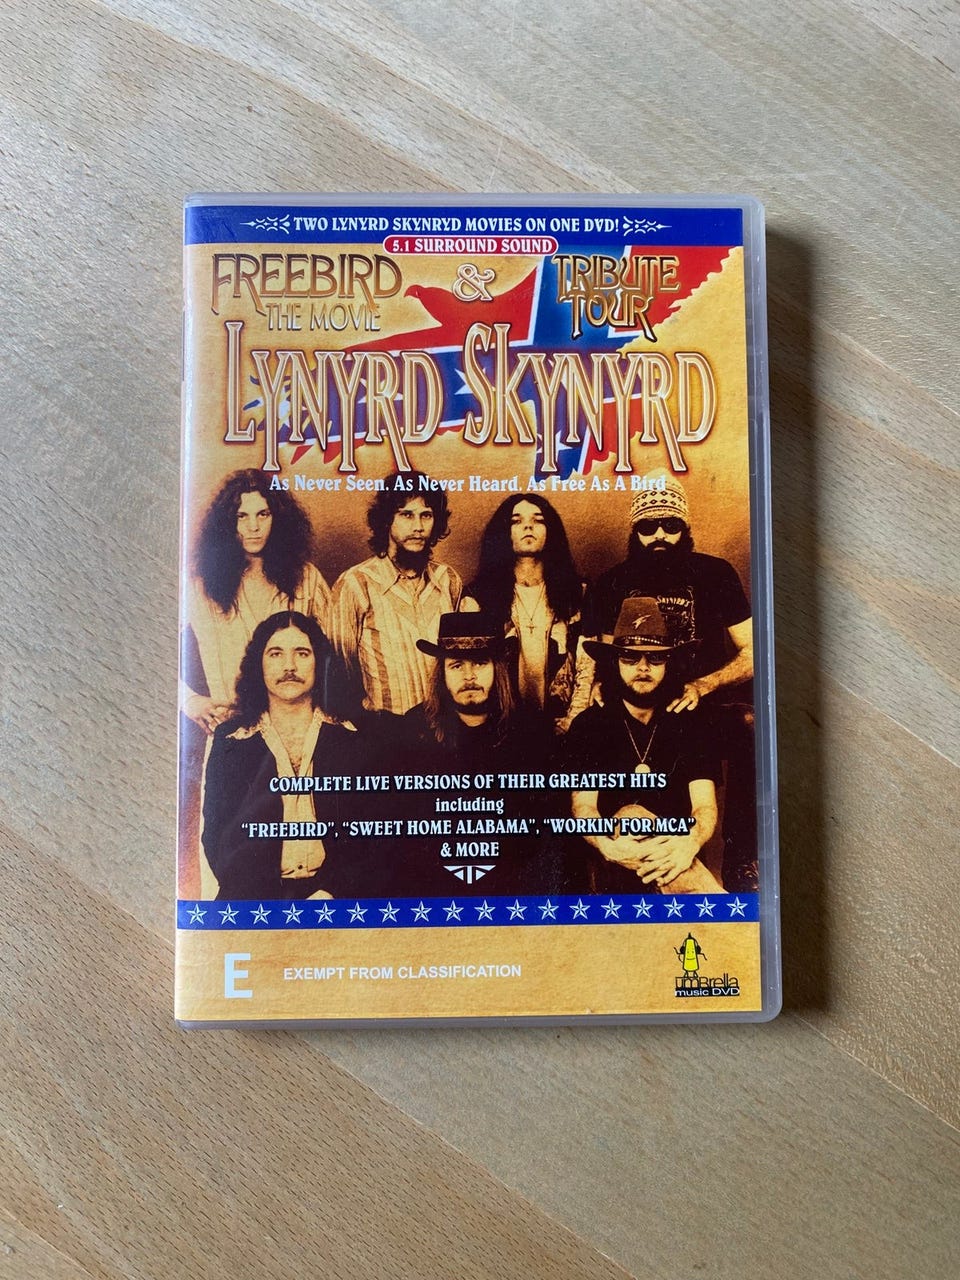 TWO LYNYRD SKYNRYD MOVIES ON ONE DVD!
5.1 SURROUND SOUND
FREEBIRD & TRIBUTE
THE MOVIE TOUR
LYNYRD SKYNYRD
As Never Seen. As Never Heard. As Free As A Bird
COMPLETE LIVE VERSIONS OF THEIR GREATEST HITS
including
"FREEBIRD", "SWEET HOME ALABAMA", "WORKIN' FOR MCA"
& MORE
E EXEMPT FROM CLASSIFICATION
umbrella
music DVD